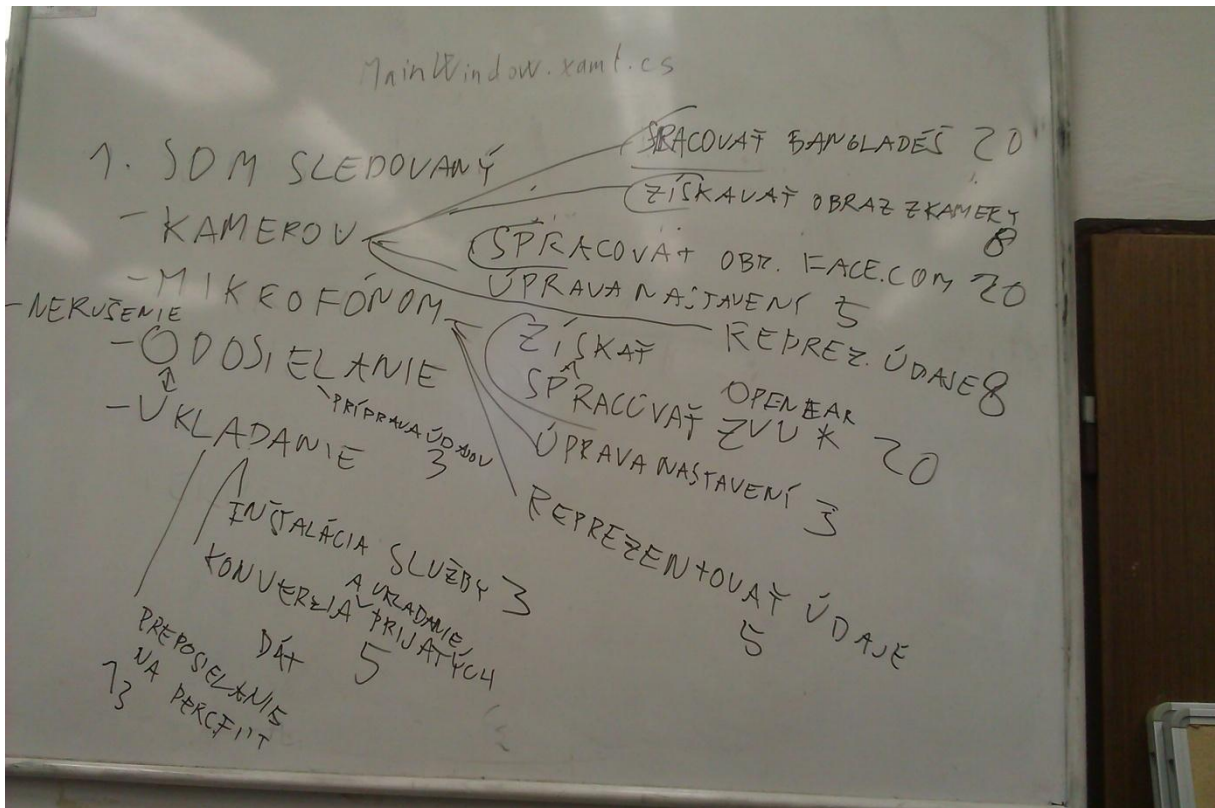 MainWindow.xaml.cs
1. SOM SLEDOVANÝ
- KAMEROU
SPRACOVAŤ BANGLADÉŠ 20
ZÍSKAVAŤ OBRAZ Z KAMERY
8
SPRACOVAŤ OBR. FACE.COM 20
ÚPRAVA NASTAVENÍ 5
REPREZ. ÚDAJE 8
- MIKROFÓNOM
ZÍSKAŤ
A
SPRACOVAŤ ZVUK 20
OPENEAR
ÚPRAVA NASTAVENÍ 3
REPREZENTOVAŤ ÚDAJE
5
- NERUŠENIE
- ODOSIELANIE
PRÍPRAVA ÚDAJOV
3
- UKLADANIE
INŠTALÁCIA SLUŽBY 3
KONVERZIA A UKLADANIE PRIJATÝCH
DÁT 5
PREPOSIELANIE
NA
13